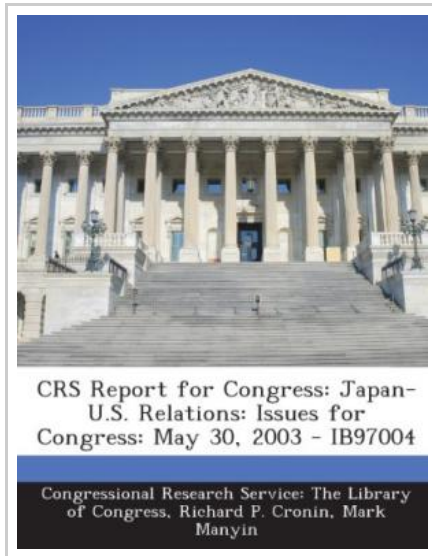 CRS Report for Congress: Japan-
U.S. Relations: Issues for
Congress: May 30, 2003 - IB97004
Congressional Research Service: The Library
of Congress, Richard P. Cronin, Mark
Manyin